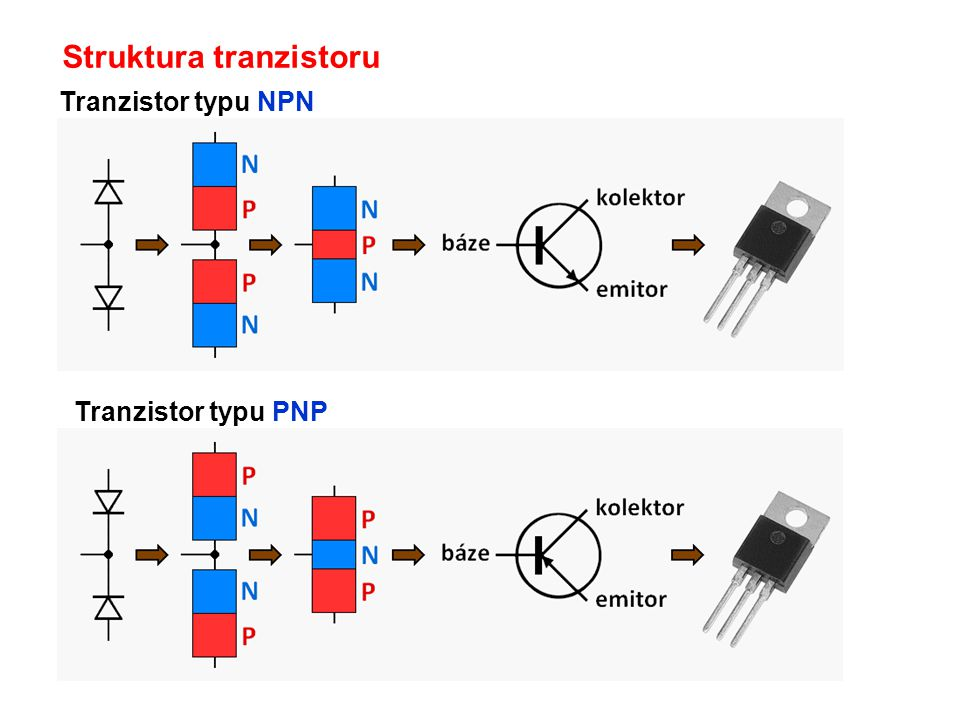 Struktura tranzistoru
Tranzistor typu NPN
N
P
P
N
N
P
N
báze
kolektor
emitor
Tranzistor typu PNP
P
N
N
P
P
N
P
báze
kolektor
emitor